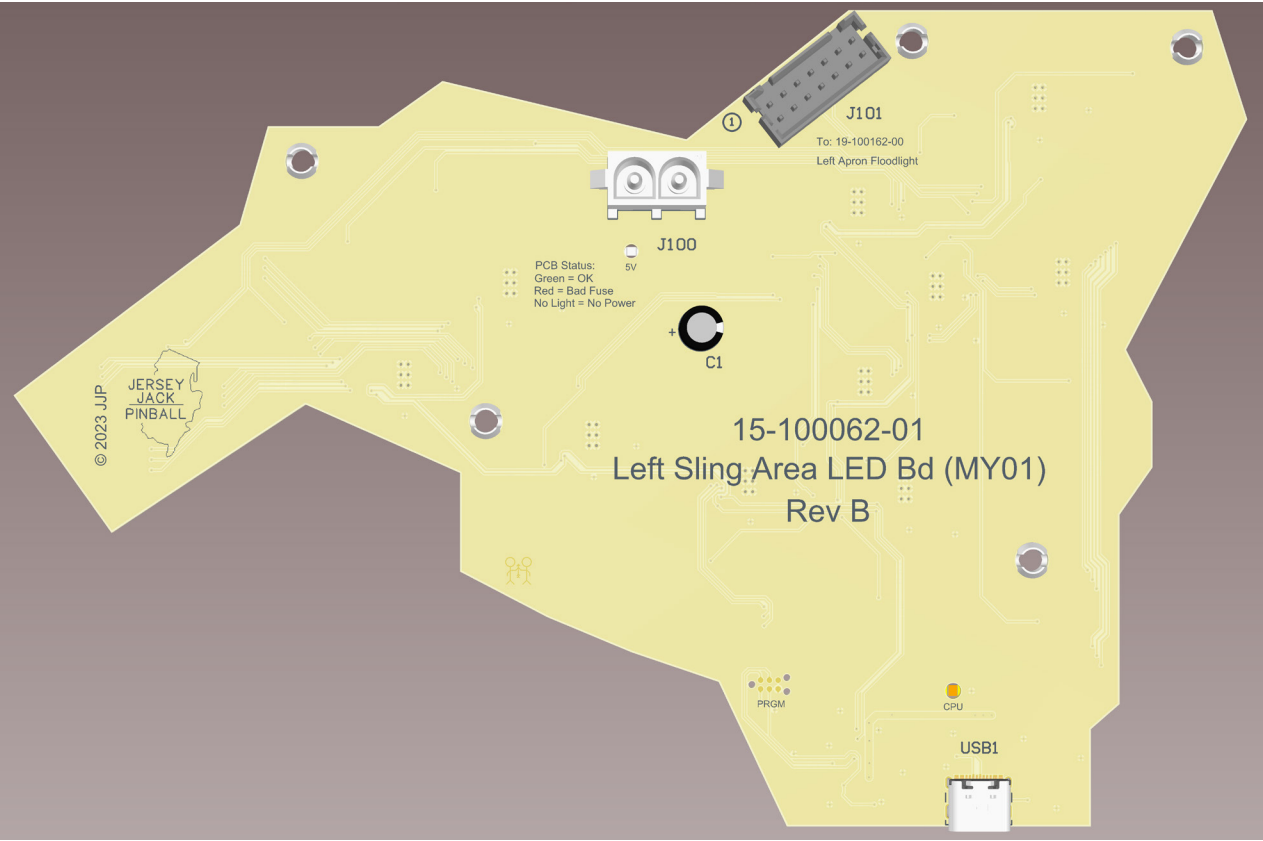 J101
1
To: 19-100162-00
Left Apron Floodlight
J100
5V
PCB Status:
Green = OK
Red = Bad Fuse
No Light = No Power
+
C1
© 2023 JJP
JERSEY
JACK
PINBALL
15-100062-01
Left Sling Area LED Bd (MY01)
Rev B
PRGM
CPU
USB1